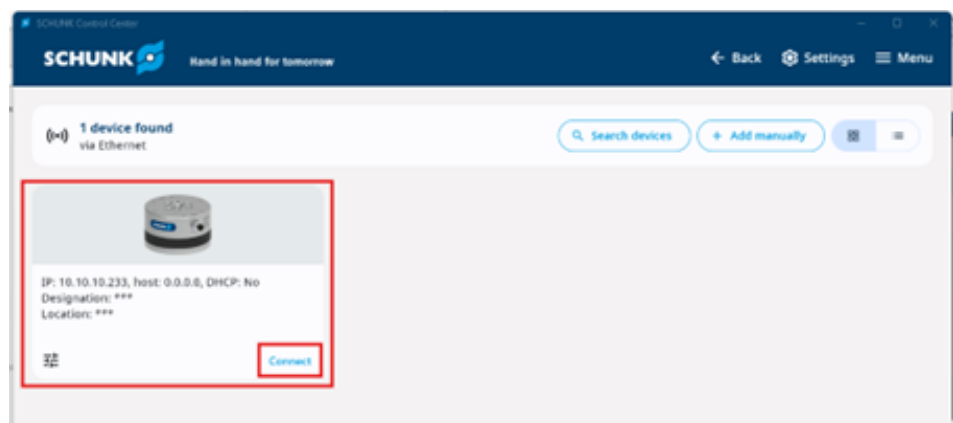 SCHUNK Control Center
SCHUNK Hand in hand for tomorrow
Back Settings Menu
1 device found
via Ethernet
Search devices
+ Add manually
IP: 10.10.10.233, host: 0.0.0.0, DHCP: No
Designation: ***
Location: ***
Connect